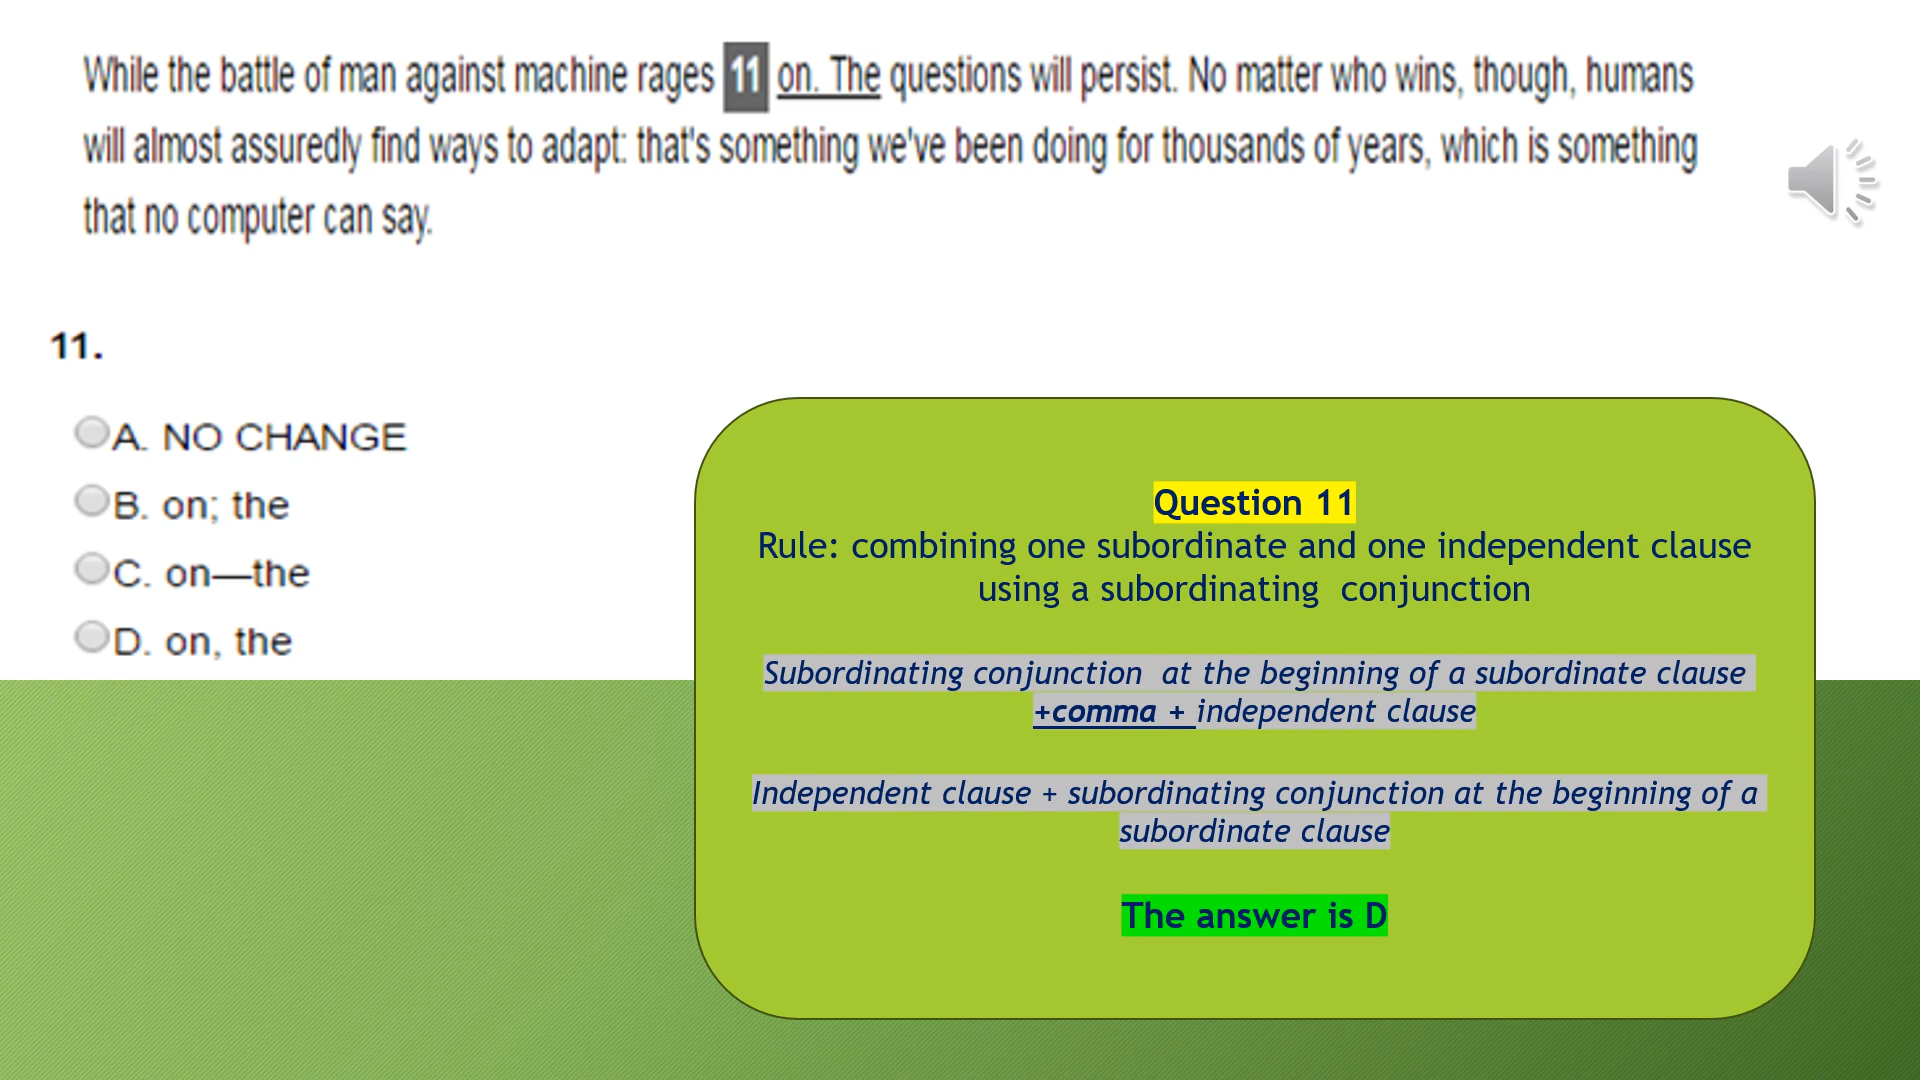 While the battle of man against machine rages 11 on. The questions will persist. No matter who wins, though, humans
will almost assuredly find ways to adapt: that's something we've been doing for thousands of years, which is something
that no computer can say.
11.
A. NO CHANGE
B. on; the
C. on—the
D. on, the
Question 11
Rule: combining one subordinate and one independent clause
using a subordinating conjunction
Subordinating conjunction at the beginning of a subordinate clause
+comma + independent clause
Independent clause + subordinating conjunction at the beginning of a
subordinate clause
The answer is D